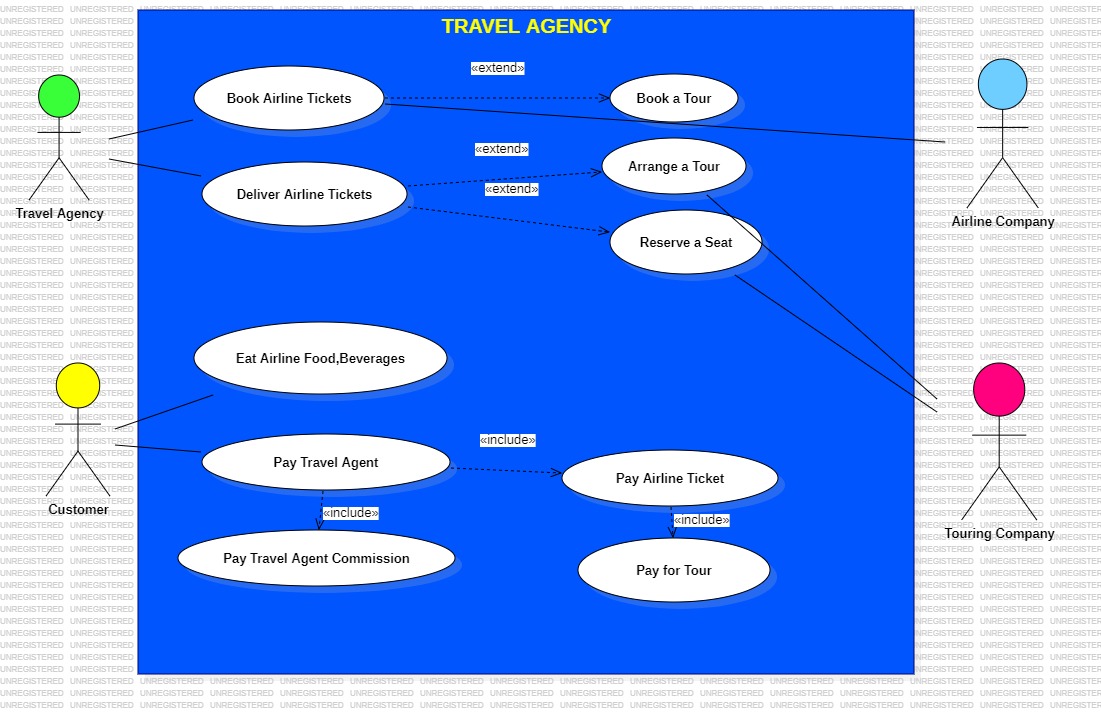 TRAVEL AGENCY
«extend»
Book Airline Tickets
Book a Tour
«extend»
Arrange a Tour
«extend»
Deliver Airline Tickets
Travel Agency
Airline Company
Reserve a Seat
Eat Airline Food,Beverages
«include»
Pay Travel Agent
Pay Airline Ticket
Customer
«include»
«include»
Touring Company
Pay Travel Agent Commission
Pay for Tour
UNREGISTERED